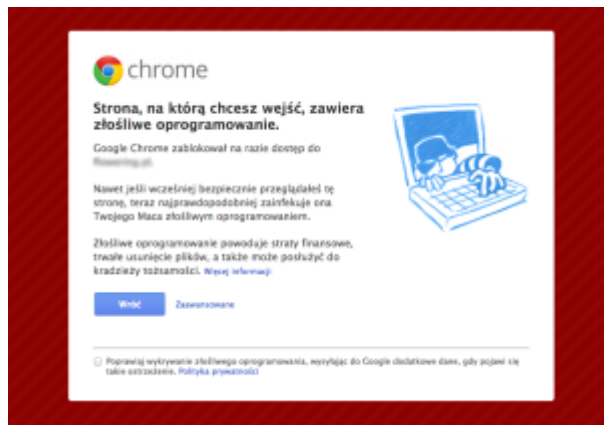 chrome
Strona, na którą chcesz wejść, zawiera
złośliwe oprogramowanie.
Google Chrome zablokował na razie dostęp do
Nawet jeśli wcześniej bezpiecznie przeglądałeś tę
stronę, teraz najprawdopodobniej zainfekuje ona
Twojego Maca złośliwym oprogramowaniem.
Złośliwe oprogramowanie powoduje straty finansowe,
trwałe usunięcie plików, a także może posłużyć do
kradzieży tożsamości. Więcej informacji
Wróć Zaawansowane
Poprawiaj wykrywanie złośliwego oprogramowania, wysyłając do Google dodatkowe dane, gdy pojawi się
takie ostrzeżenie. Polityka prywatności